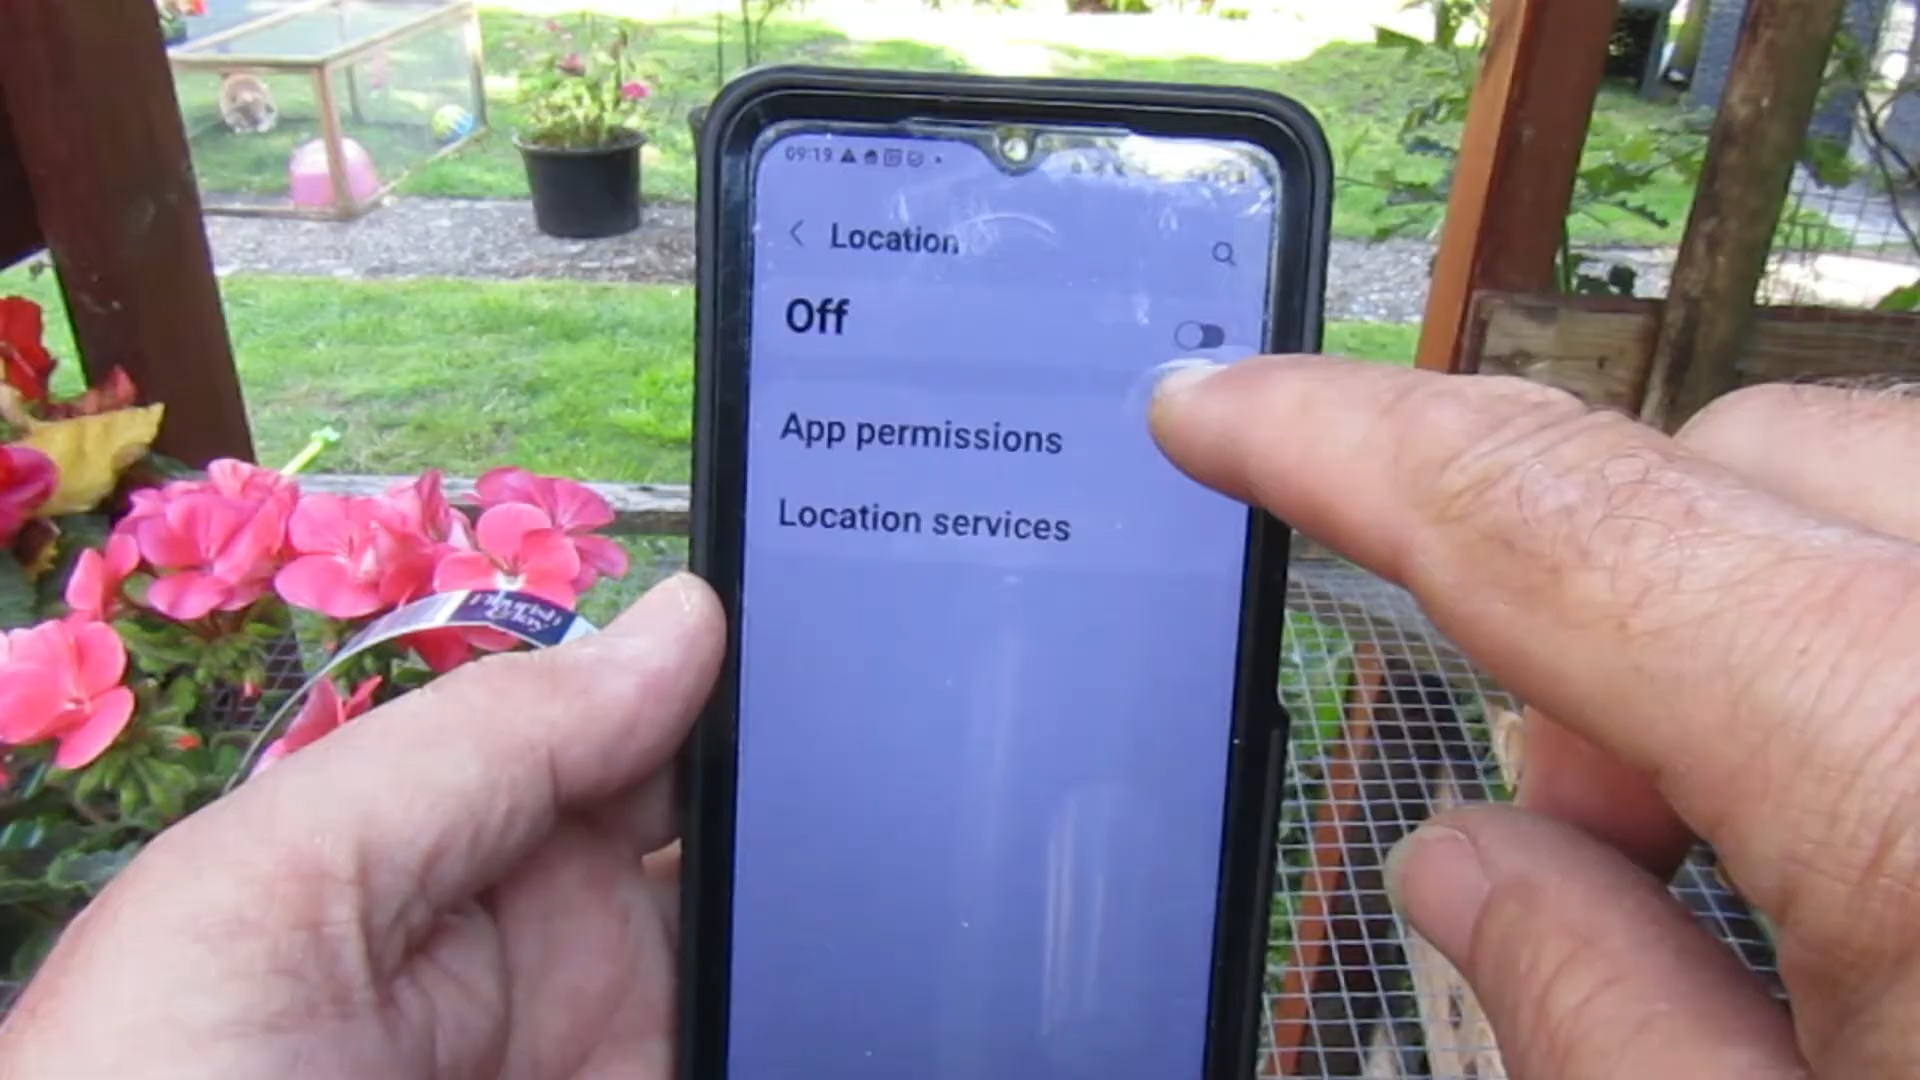 09:19
Location
Off
App permissions
Location services